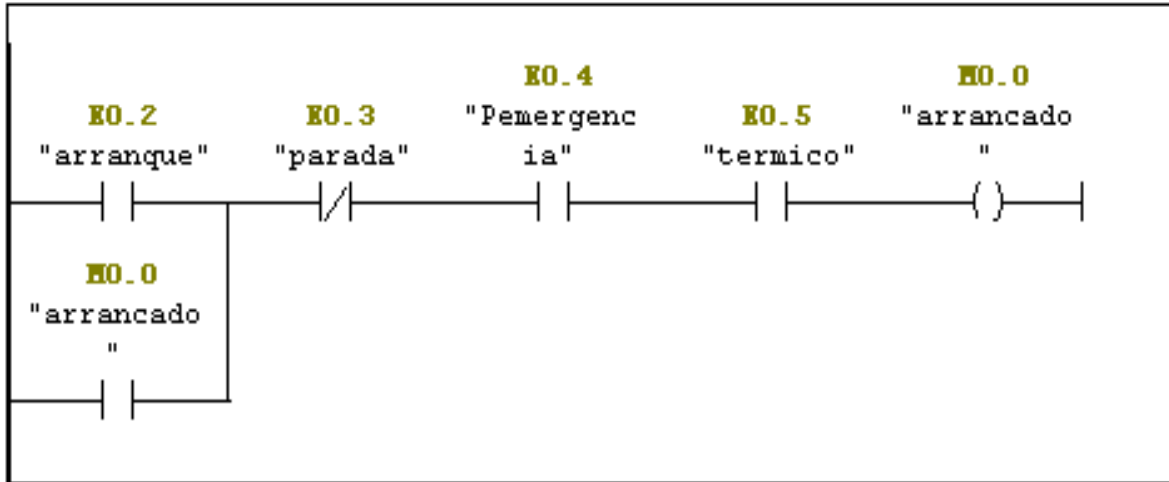 E0.4
M0.0
E0.2
E0.3
"Pemergenc
E0.5
"arrancado
"arranque"
"parada"
ia"
"termico"
"
M0.0
"arrancado
"